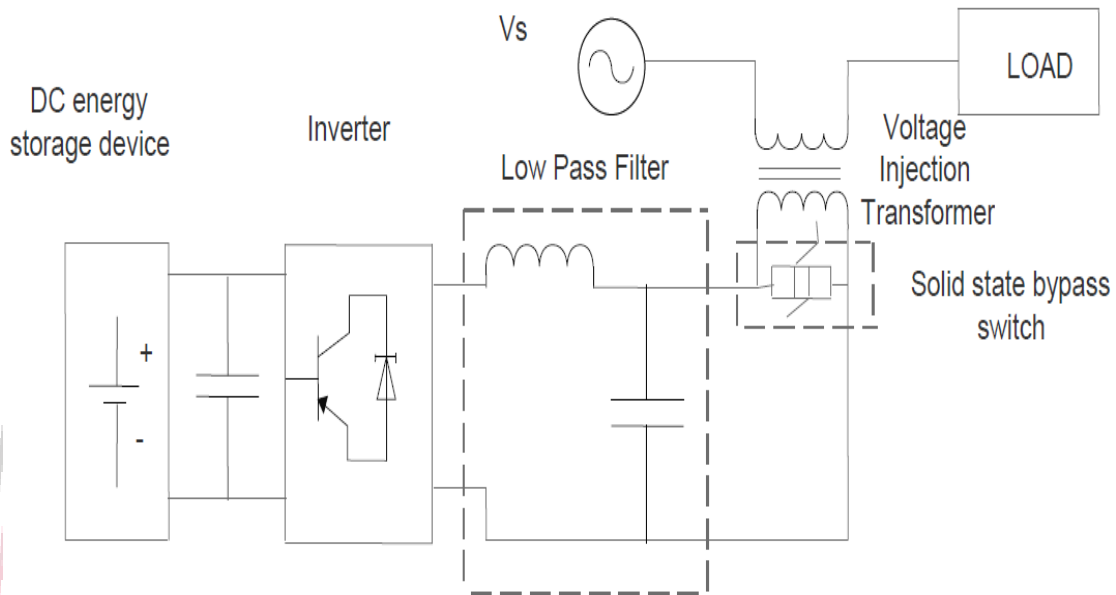 Vs
LOAD
DC energy
storage device
Inverter
Voltage
Injection
Transformer
Low Pass Filter
Solid state bypass
switch
+
-